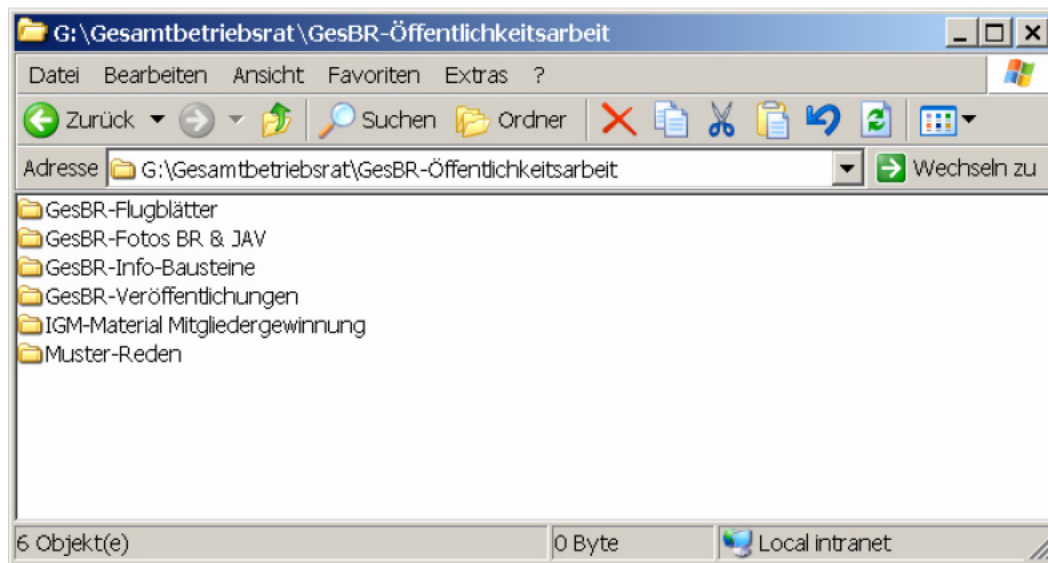 G:\Gesamtbetriebsrat\GesBR-Öffentlichkeitsarbeit
Datei Bearbeiten Ansicht Favoriten Extras ?
Zurück Suchen Ordner
Adresse G:\Gesamtbetriebsrat\GesBR-Öffentlichkeitsarbeit Wechseln zu
GesBR-Flugblätter
GesBR-Fotos BR & JAV
GesBR-Info-Bausteine
GesBR-Veröffentlichungen
IGM-Material Mitgliedergewinnung
Muster-Reden
6 Objekt(e) 0 Byte Local intranet